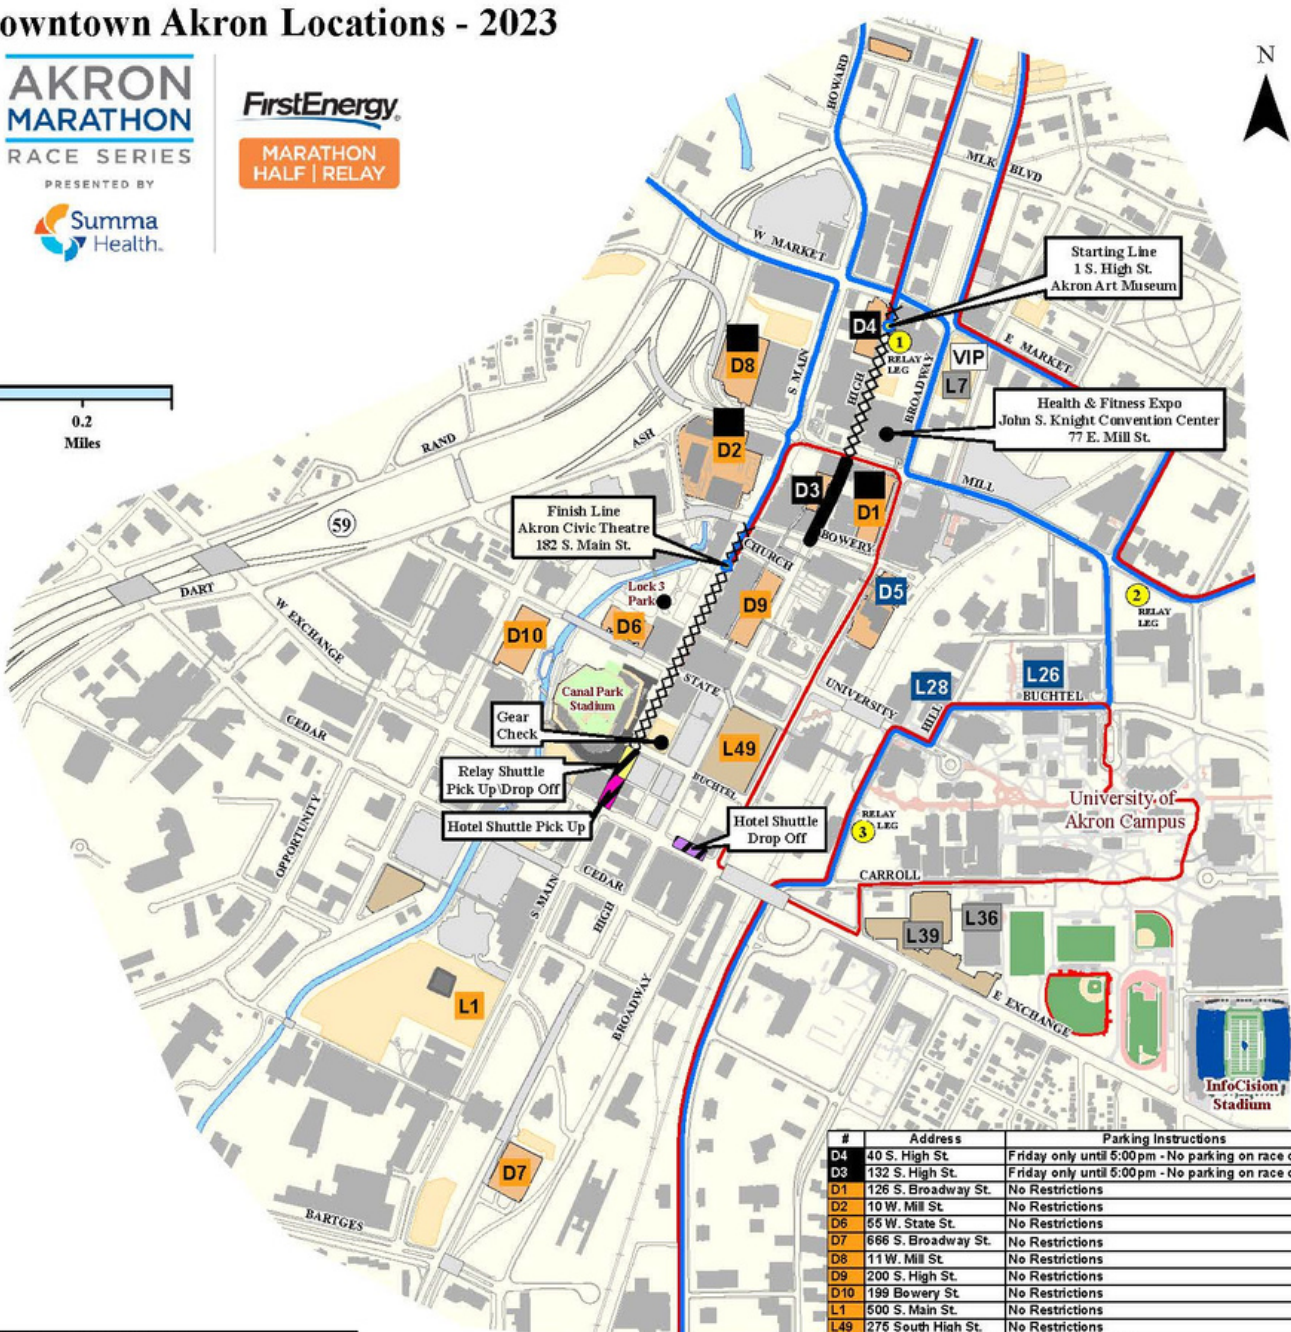 owntown Akron Locations - 2023
AKRON
MARATHON
RACE SERIES
PRESENTED BY
Summa
Health.
FirstEnergy
MARATHON
HALF | RELAY
N
HOWARD
MLK BLVD
W MARKET
Starting Line
1 S. High St.
Akron Art Museum
D4
1
RELAY
LEG
VIP
L7
E MARKET
D8
S MAIN
HIGH
BROADWAY
0.2
Miles
Health & Fitness Expo
John S. Knight Convention Center
77 E. Mill St.
RAND
ASH
D2
MILL
D3
D1
59
Finish Line
Akron Civic Theatre
182 S. Main St.
CHURCH
BOWERY
DART
W EXCHANGE
Lock 3
Park
D9
D5
2
RELAY
LEG
D10
D6
STATE
UNIVERSITY
L28
L26
BUCHTEL
HILL
Canal Park
Stadium
CEDAR
Gear
Check
L49
BUCHTEL
Relay Shuttle
Pick Up\Drop Off
Hotel Shuttle Pick Up
Hotel Shuttle
Drop Off
RELAY
LEG
3
University of
Akron Campus
OPPORTUNITY
CARROLL
S MAIN
CEDAR
HIGH
L39
L36
L1
BROADWAY
E EXCHANGE
InfoCision
Stadium
D7
BARTGES
# Address Parking Instructions
D4 40 S. High St. Friday only until 5:00pm - No parking on race
D3 132 S. High St. Friday only until 5:00pm - No parking on race
D1 126 S. Broadway St. No Restrictions
D2 10 W. Mill St. No Restrictions
D6 55 W. State St. No Restrictions
D7 666 S. Broadway St. No Restrictions
D8 11 W. Mill St. No Restrictions
D9 200 S. High St. No Restrictions
D10 199 Bowery St. No Restrictions
L1 500 S. Main St. No Restrictions
L49 275 South High St. No Restrictions